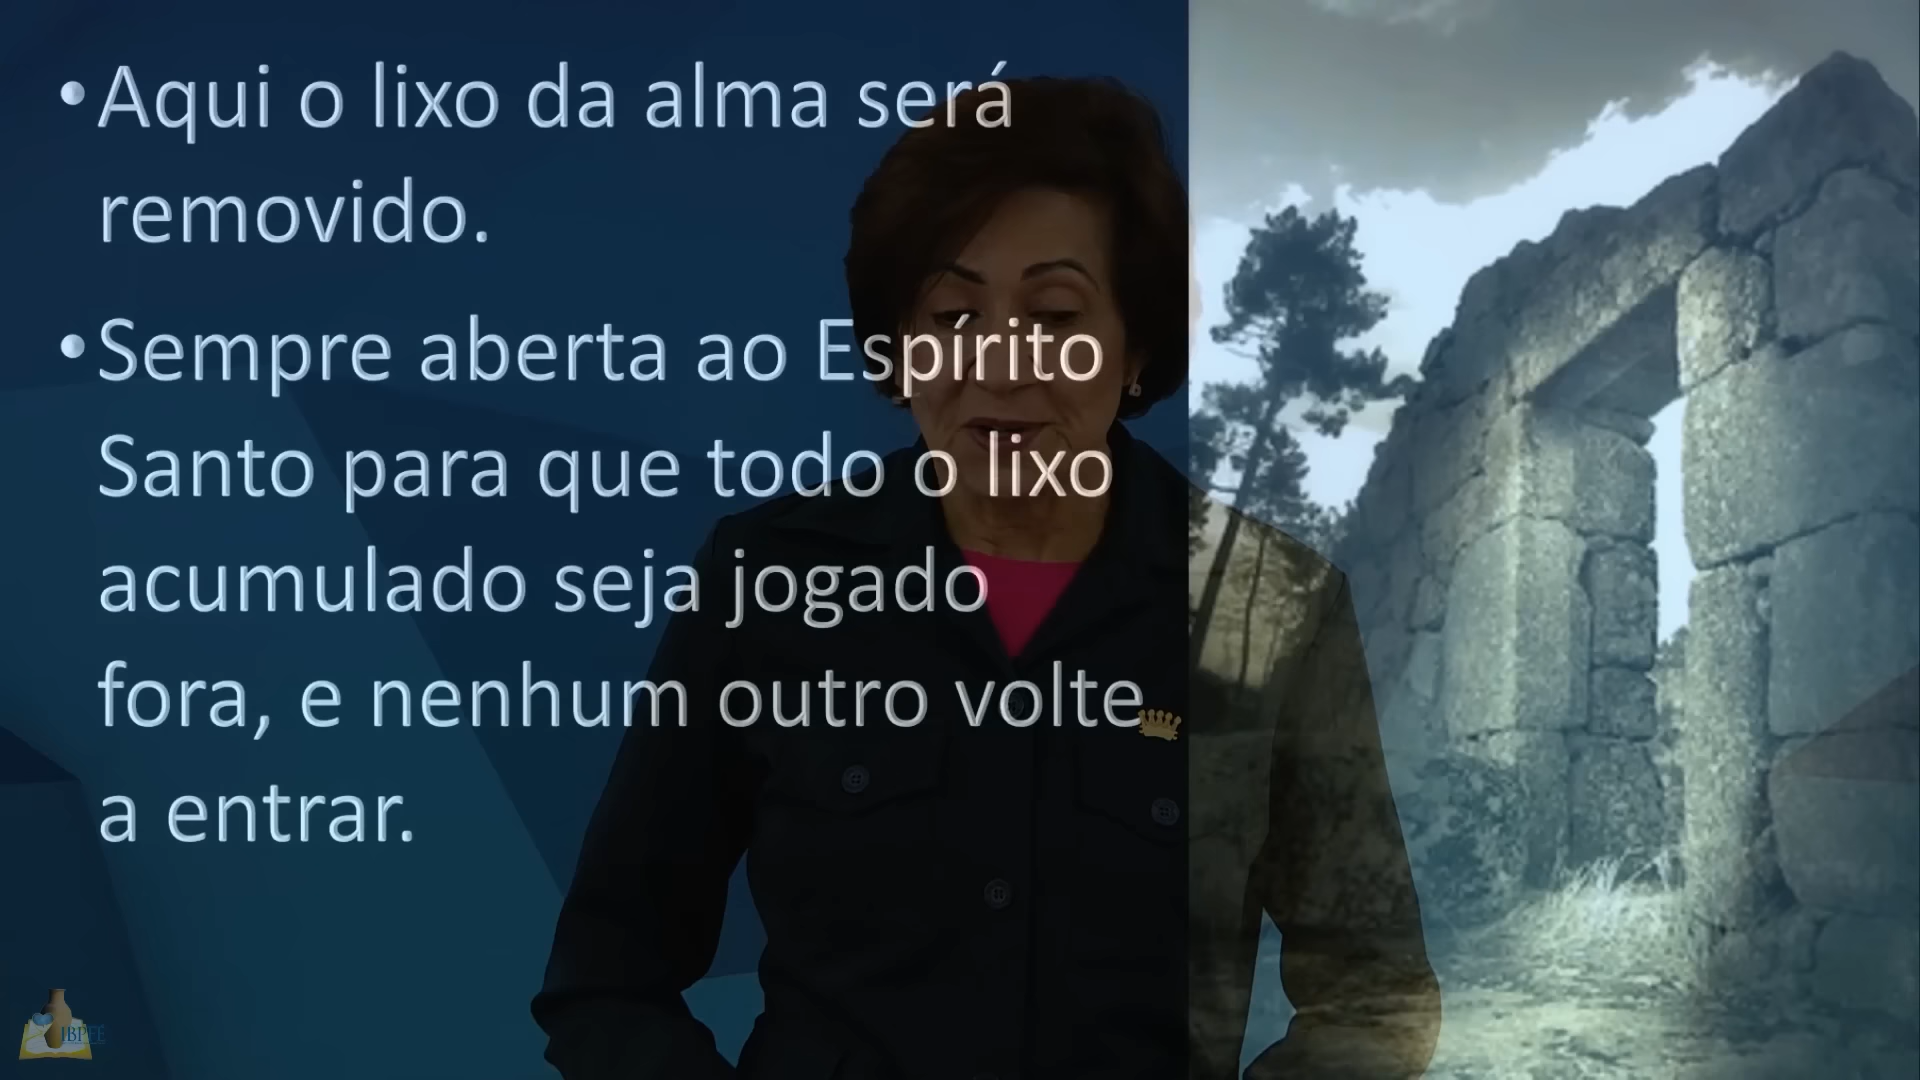 •Aqui o lixo da alma será
removido.
•Sempre aberta ao Espírito
Santo para que todo o lixo
acumulado seja jogado
fora, e nenhum outro volte
a entrar.